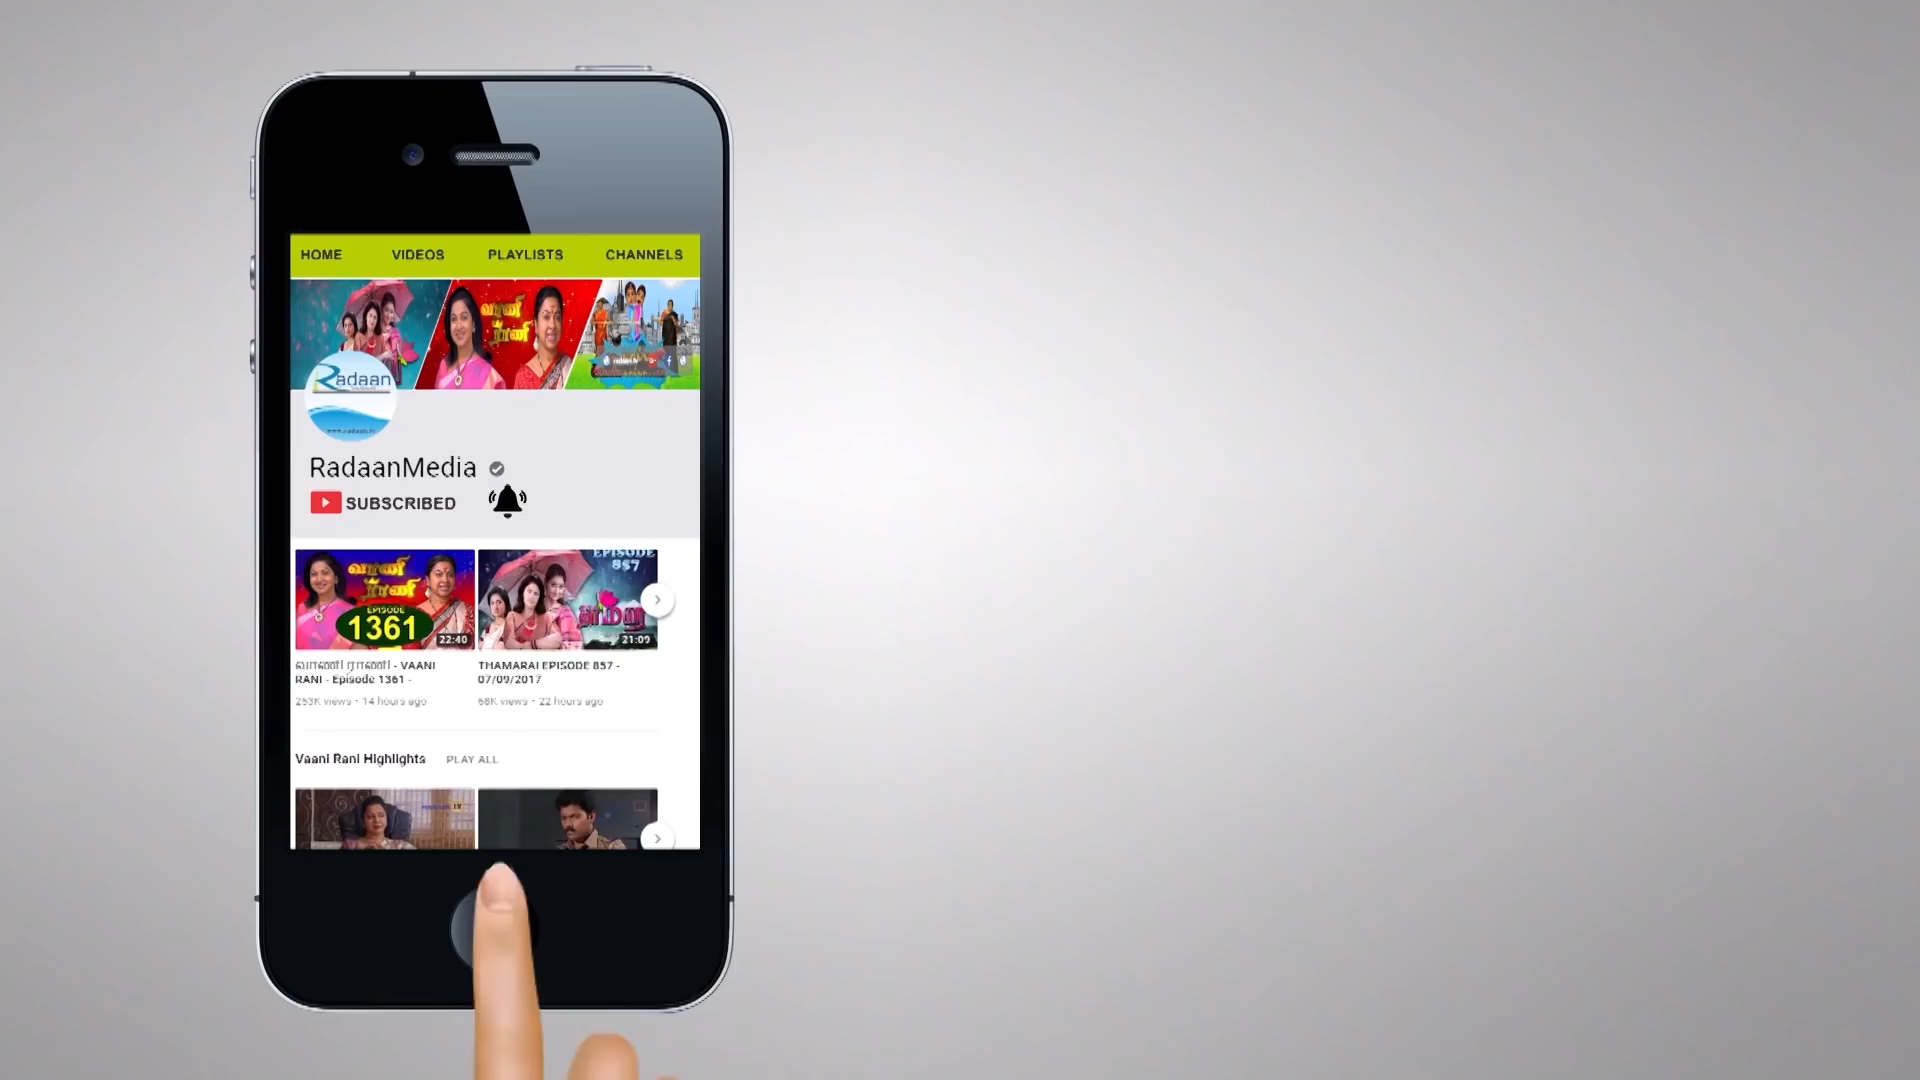 HOME VIDEOS PLAYLISTS CHANNELS
வாணி
ராணி
Radaan
RadaanMedia
SUBSCRIBED
வாணி
ராணி
EPISODE
1361
22:40
EPISODE
857
தாமரை
21:09
வாணி ராணி - VAANI
RANI - Episode 1361 -
253K views • 14 hours ago
THAMARAI EPISODE 857 -
07/09/2017
68K views • 22 hours ago
Vaani Rani Highlights PLAY ALL